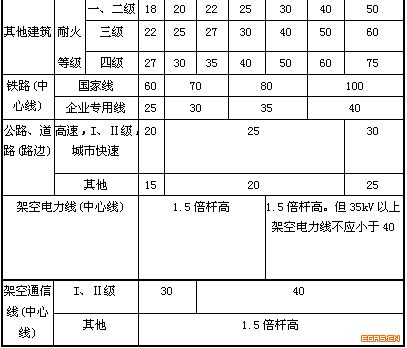 一、二级 18 20 22 25 30 40 50
其他建筑 耐火 三级 22 25 27 30 40 50 60
等级 四级 27 30 35 40 50 60 75
铁路(中心线) 国家线 60 70 80 100
企业专用线 25 30 35 40
公路、道路(路边) 高速,I、II级,城市快速 20 25 30
其他 15 20 25
架空电力线(中心线) 1.5倍杆高 1.5倍杆高。但35kV以上架空电力线不应小于40
架空通信线(中心线) I、II级 30 40
其他 1.5倍杆高
EGAS.CN